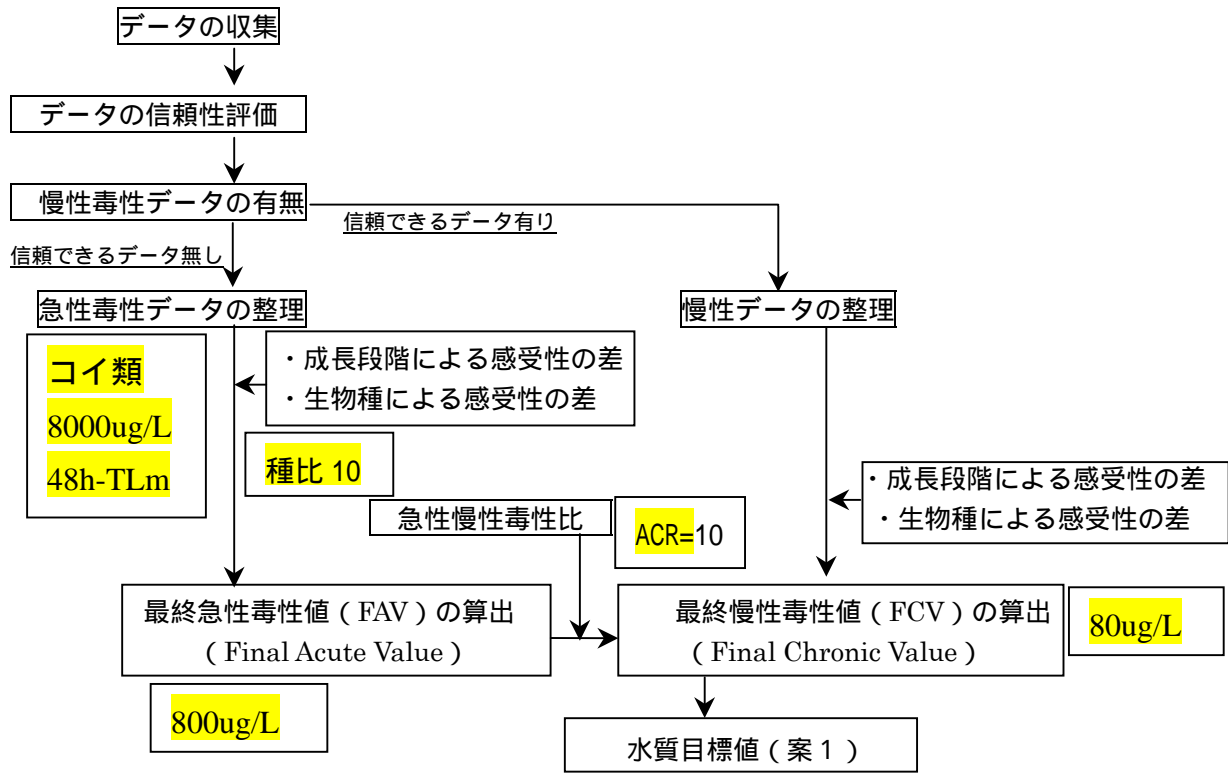 データの収集
データの信頼性評価
慢性毒性データの有無
信頼できるデータ有り
信頼できるデータ無し
急性毒性データの整理
慢性データの整理
コイ類
8000ug/L
48h-TLm
・成長段階による感受性の差
・生物種による感受性の差
種比 10
・成長段階による感受性の差
・生物種による感受性の差
急性慢性毒性比
ACR=10
最終急性毒性値（FAV）の算出
（Final Acute Value）
最終慢性毒性値（FCV）の算出
（Final Chronic Value）
80ug/L
800ug/L
水質目標値（案１）